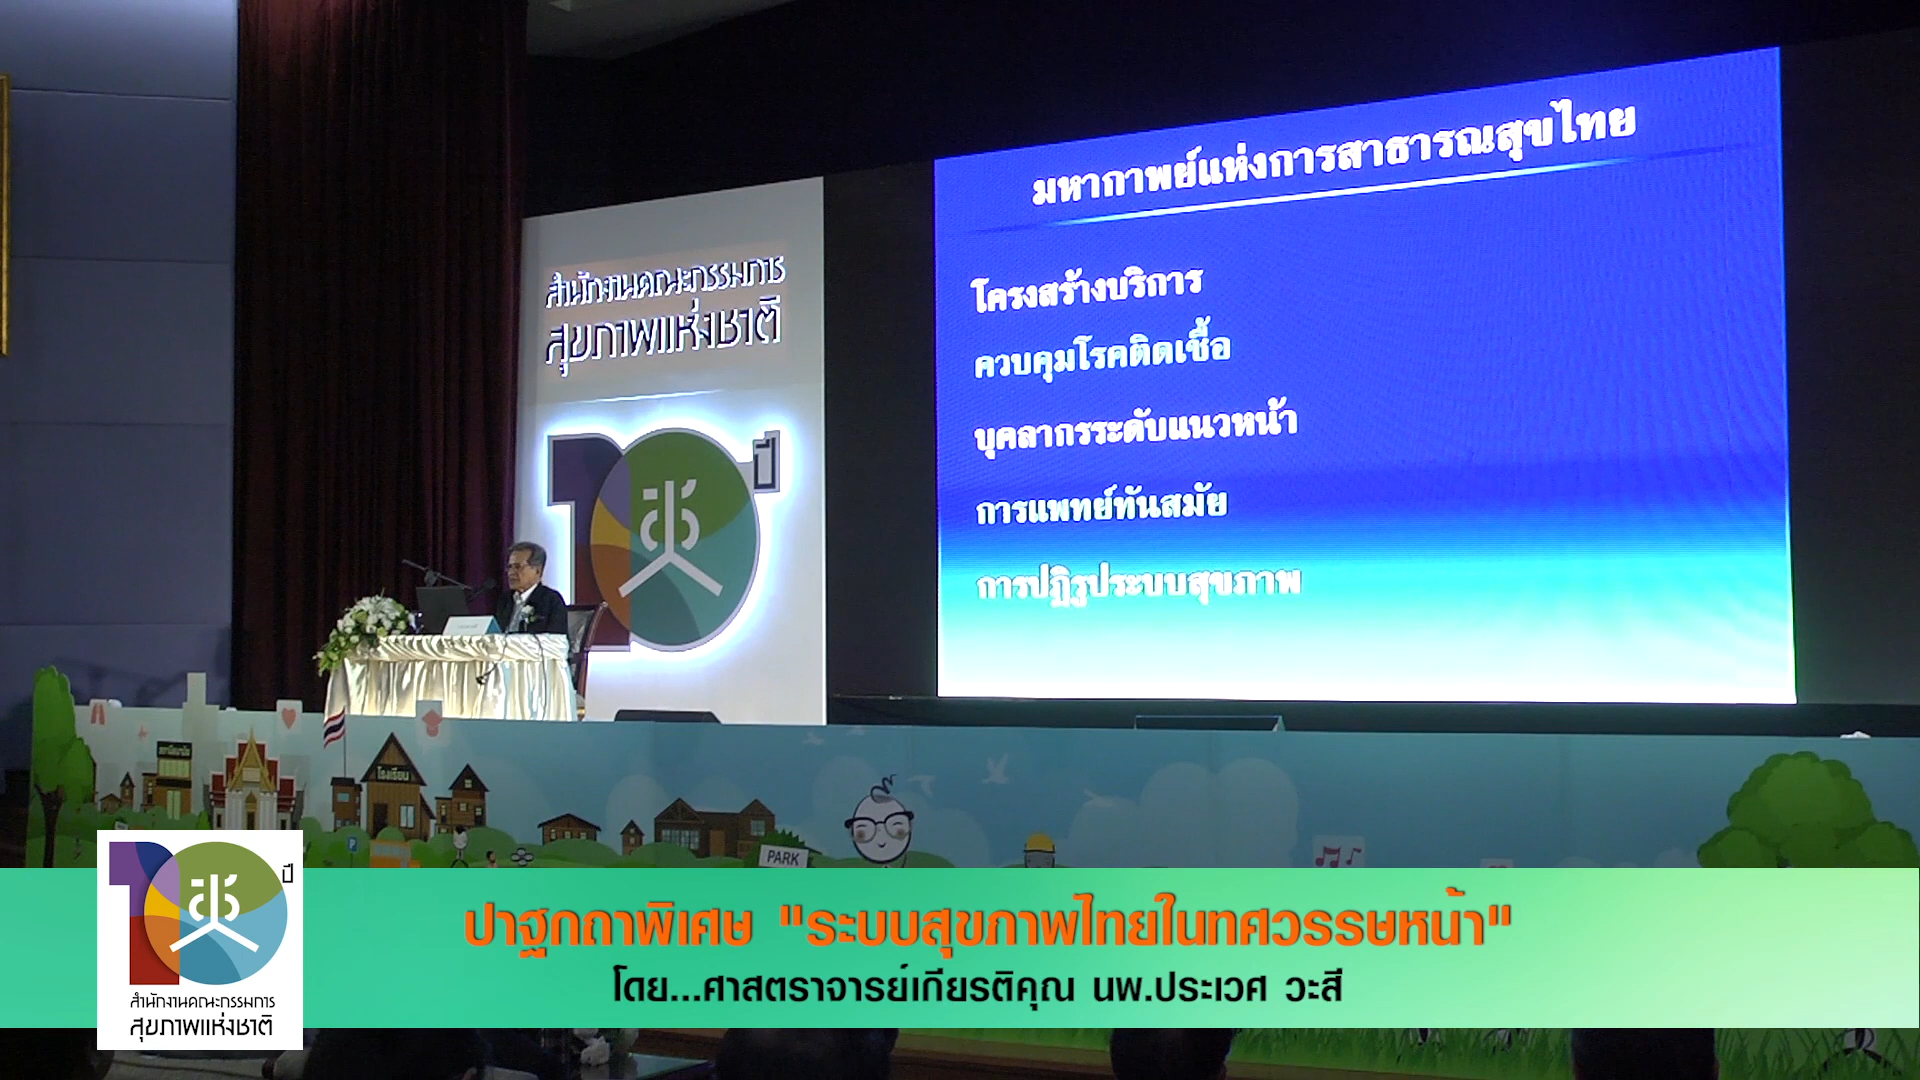 มหากาพย์แห่งการสาธารณสุขไทย
โครงสร้างบริการ
ควบคุมโรคติดเชื้อ
บุคลากรระดับแนวหน้า
การแพทย์ทันสมัย
การปฏิรูประบบสุขภาพ
สำนักงานคณะกรรมการ
สุขภาพแห่งชาติ
10 ปี
สช
โรงเรียน
PARK
P
ปาฐกถาพิเศษ "ระบบสุขภาพไทยในทศวรรษหน้า"
โดย...ศาสตราจารย์เกียรติคุณ นพ.ประเวศ วะสี
10 ปี
สช
สำนักงานคณะกรรมการ
สุขภาพแห่งชาติ